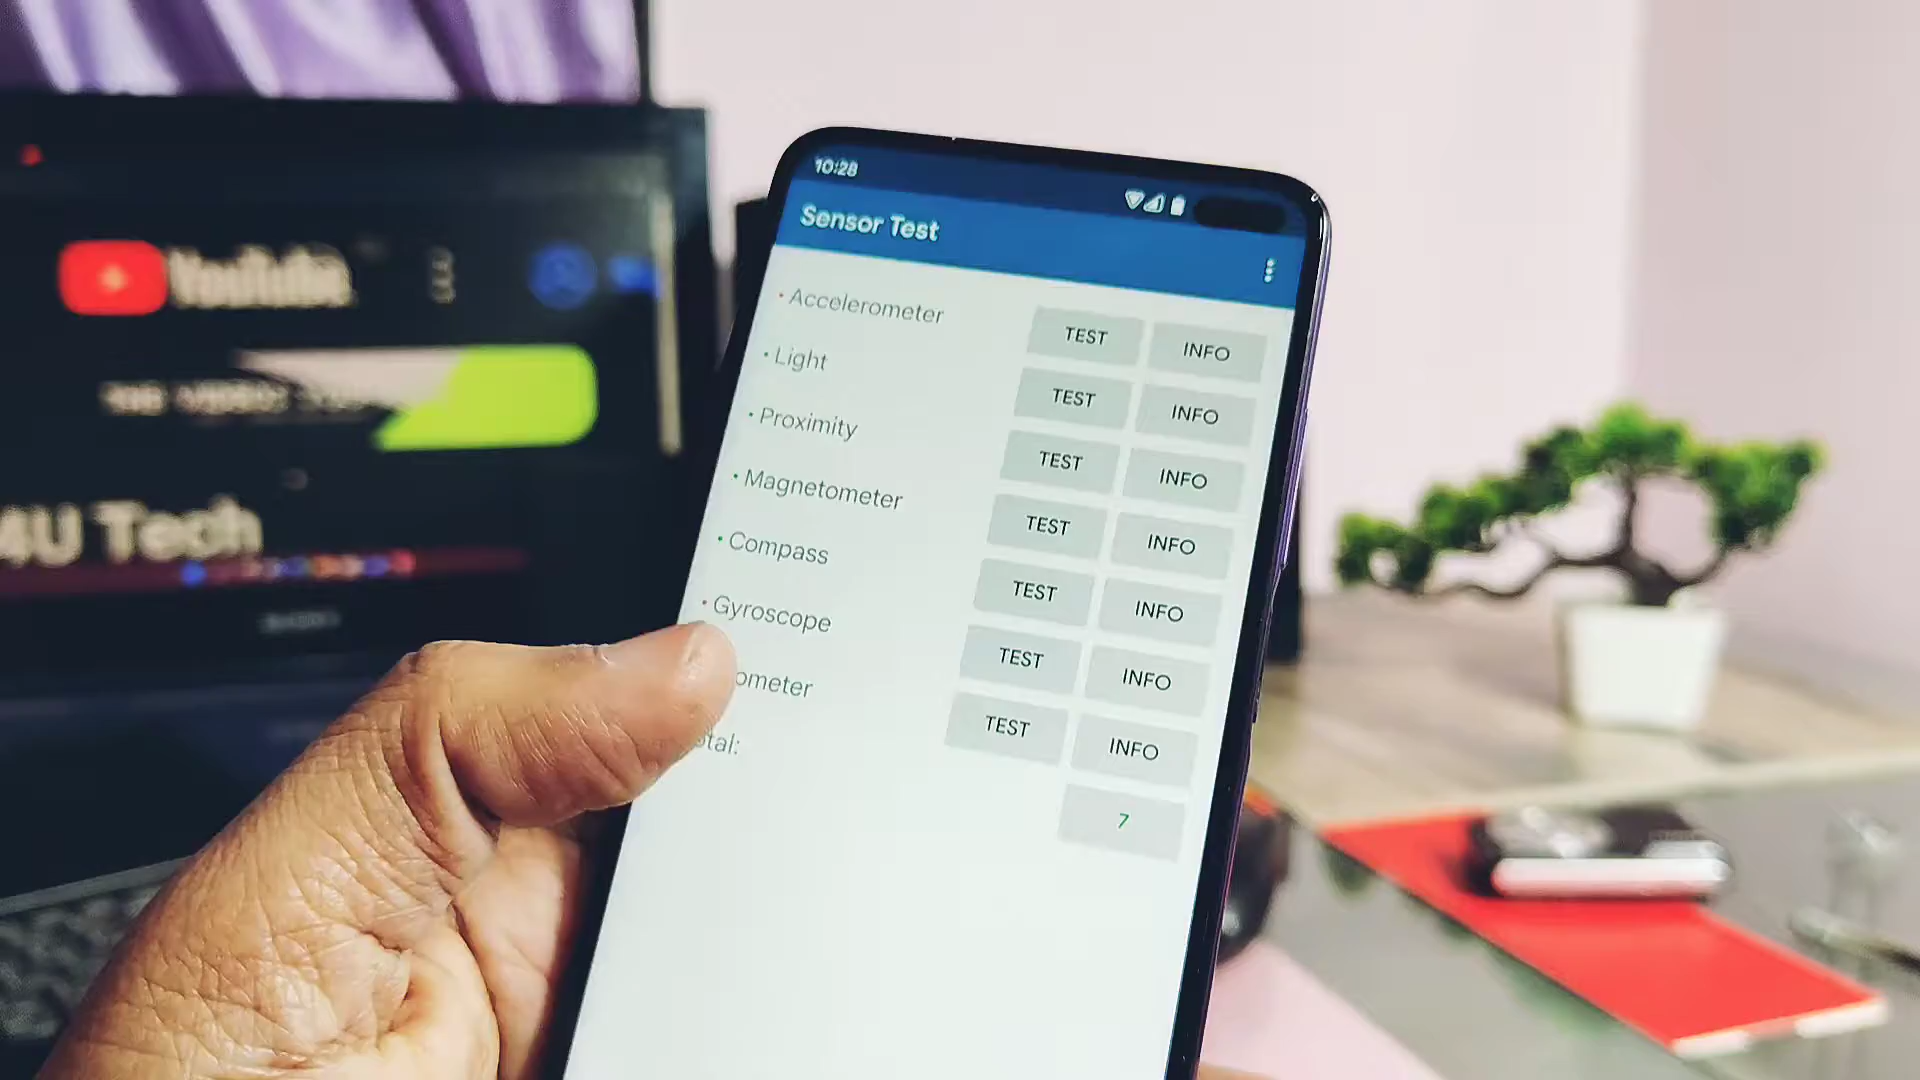 YouTube
4U Tech
10:28
Sensor Test
Accelerometer TEST INFO
Light TEST INFO
Proximity TEST INFO
Magnetometer TEST INFO
Compass TEST INFO
Gyroscope TEST INFO
ometer TEST INFO
otal:
7